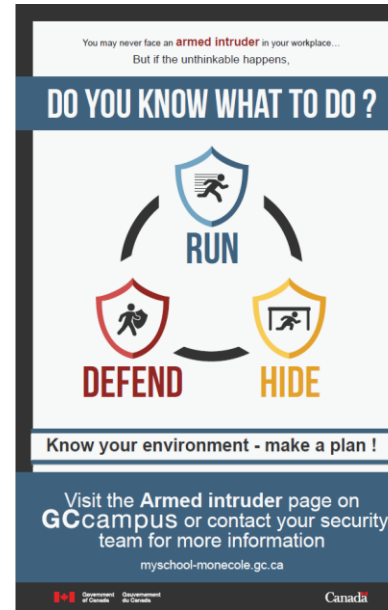 You may never face an armed intruder in your workplace...
But if the unthinkable happens,
DO YOU KNOW WHAT TO DO ?
RUN
DEFEND
HIDE
Know your environment - make a plan !
Visit the Armed intruder page on
GCcampus or contact your security
team for more information
myschool-monecole.gc.ca
Government
of Canada
Gouvernement
du Canada
Canada